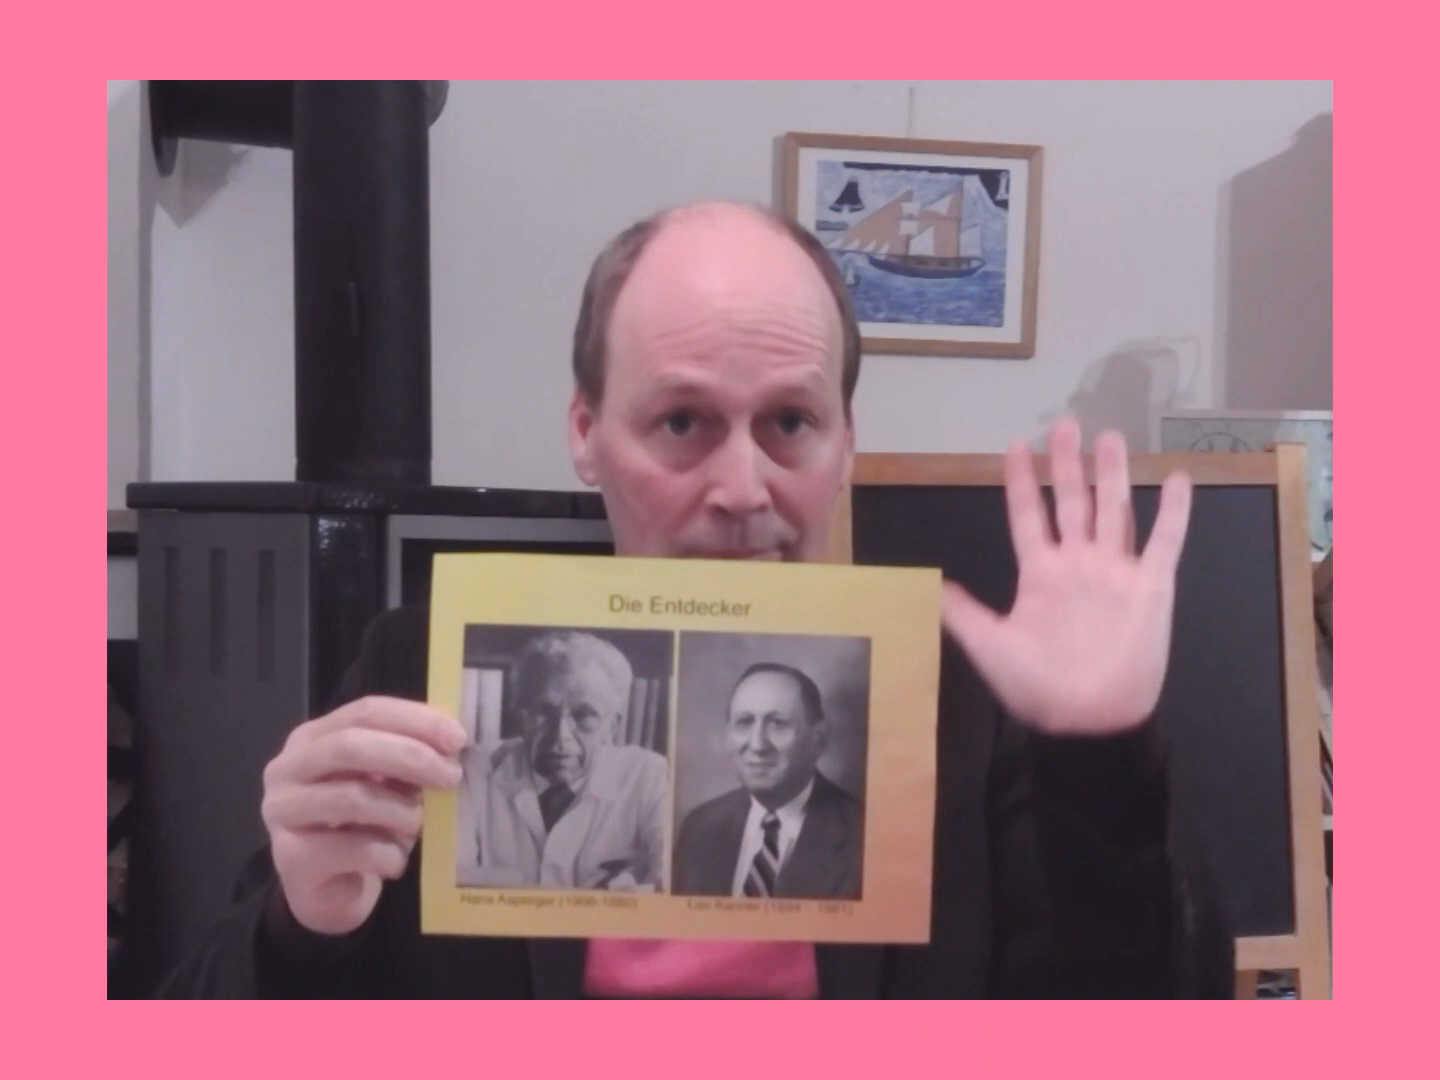 Die Entdecker
Hans Asperger (1906-1980)
Leo Kanner (1894 - 1981)